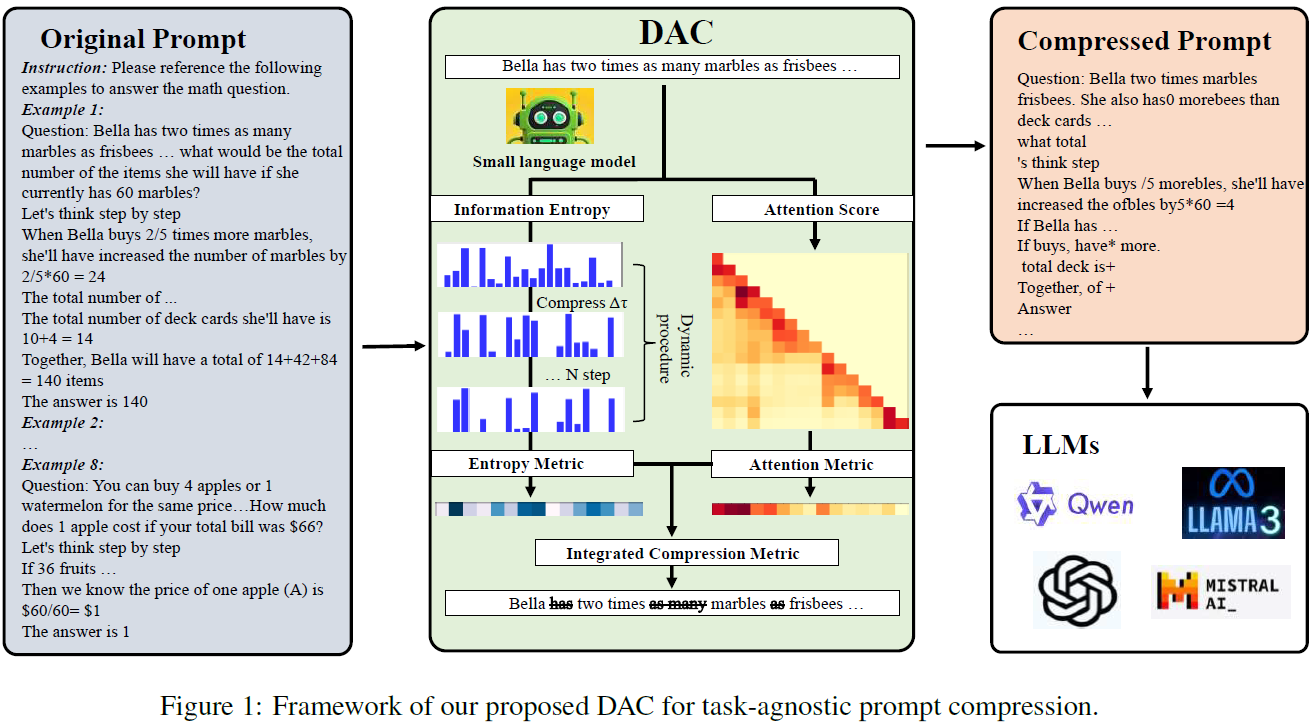 Original Prompt
Instruction: Please reference the following
examples to answer the math question.
Example 1:
Question: Bella has two times as many
marbles as frisbees … what would be the total
number of the items she will have if she
currently has 60 marbles?
Let's think step by step
When Bella buys 2/5 times more marbles,
she'll have increased the number of marbles by
2/5*60 = 24
The total number of ...
The total number of deck cards she'll have is
10+4 = 14
Together, Bella will have a total of 14+42+84
= 140 items
The answer is 140
Example 2:
…
Example 8:
Question: You can buy 4 apples or 1
watermelon for the same price…How much
does 1 apple cost if your total bill was $66?
Let's think step by step
If 36 fruits …
Then we know the price of one apple (A) is
$60/60= $1
The answer is 1
DAC
Bella has two times as many marbles as frisbees …
Small language model
Information Entropy
Attention Score
Compress Δτ
Dynamic
procedure
… N step
Entropy Metric
Attention Metric
Integrated Compression Metric
Bella has two times as many marbles as frisbees …
Compressed Prompt
Question: Bella two times marbles
frisbees. She also has0 morebees than
deck cards …
what total
's think step
When Bella buys /5 morebles, she'll have
increased the ofbles by5*60 =4
If Bella has …
If buys, have* more.
total deck is+
Together, of +
Answer
…
LLMs
Qwen
LLAMA 3
MISTRAL
AI_
Figure 1: Framework of our proposed DAC for task-agnostic prompt compression.